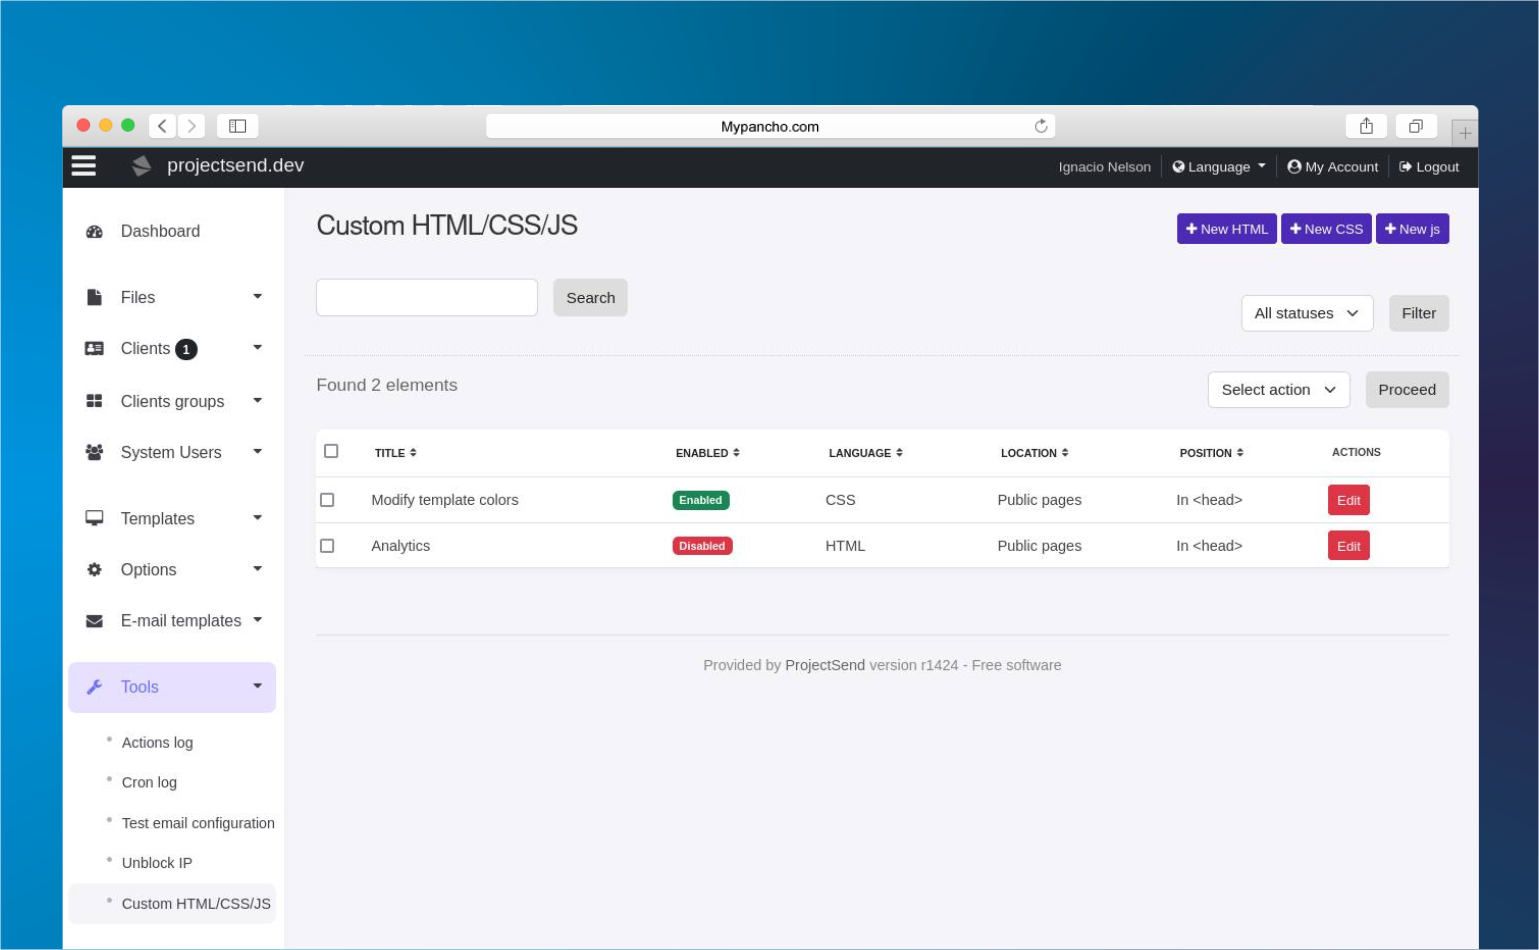 Mypancho.com
projectsend.dev
Ignacio Nelson
Language
My Account
Logout
Dashboard
Files
Clients 1
Clients groups
System Users
Templates
Options
E-mail templates
Tools
Actions log
Cron log
Test email configuration
Unblock IP
Custom HTML/CSS/JS
Custom HTML/CSS/JS
New HTML
New CSS
New js
Search
All statuses
Filter
Found 2 elements
Select action
Proceed
TITLE ENABLED LANGUAGE LOCATION POSITION ACTIONS
Modify template colors Enabled CSS Public pages In <head> Edit
Analytics Disabled HTML Public pages In <head> Edit
Provided by ProjectSend version r1424 - Free software